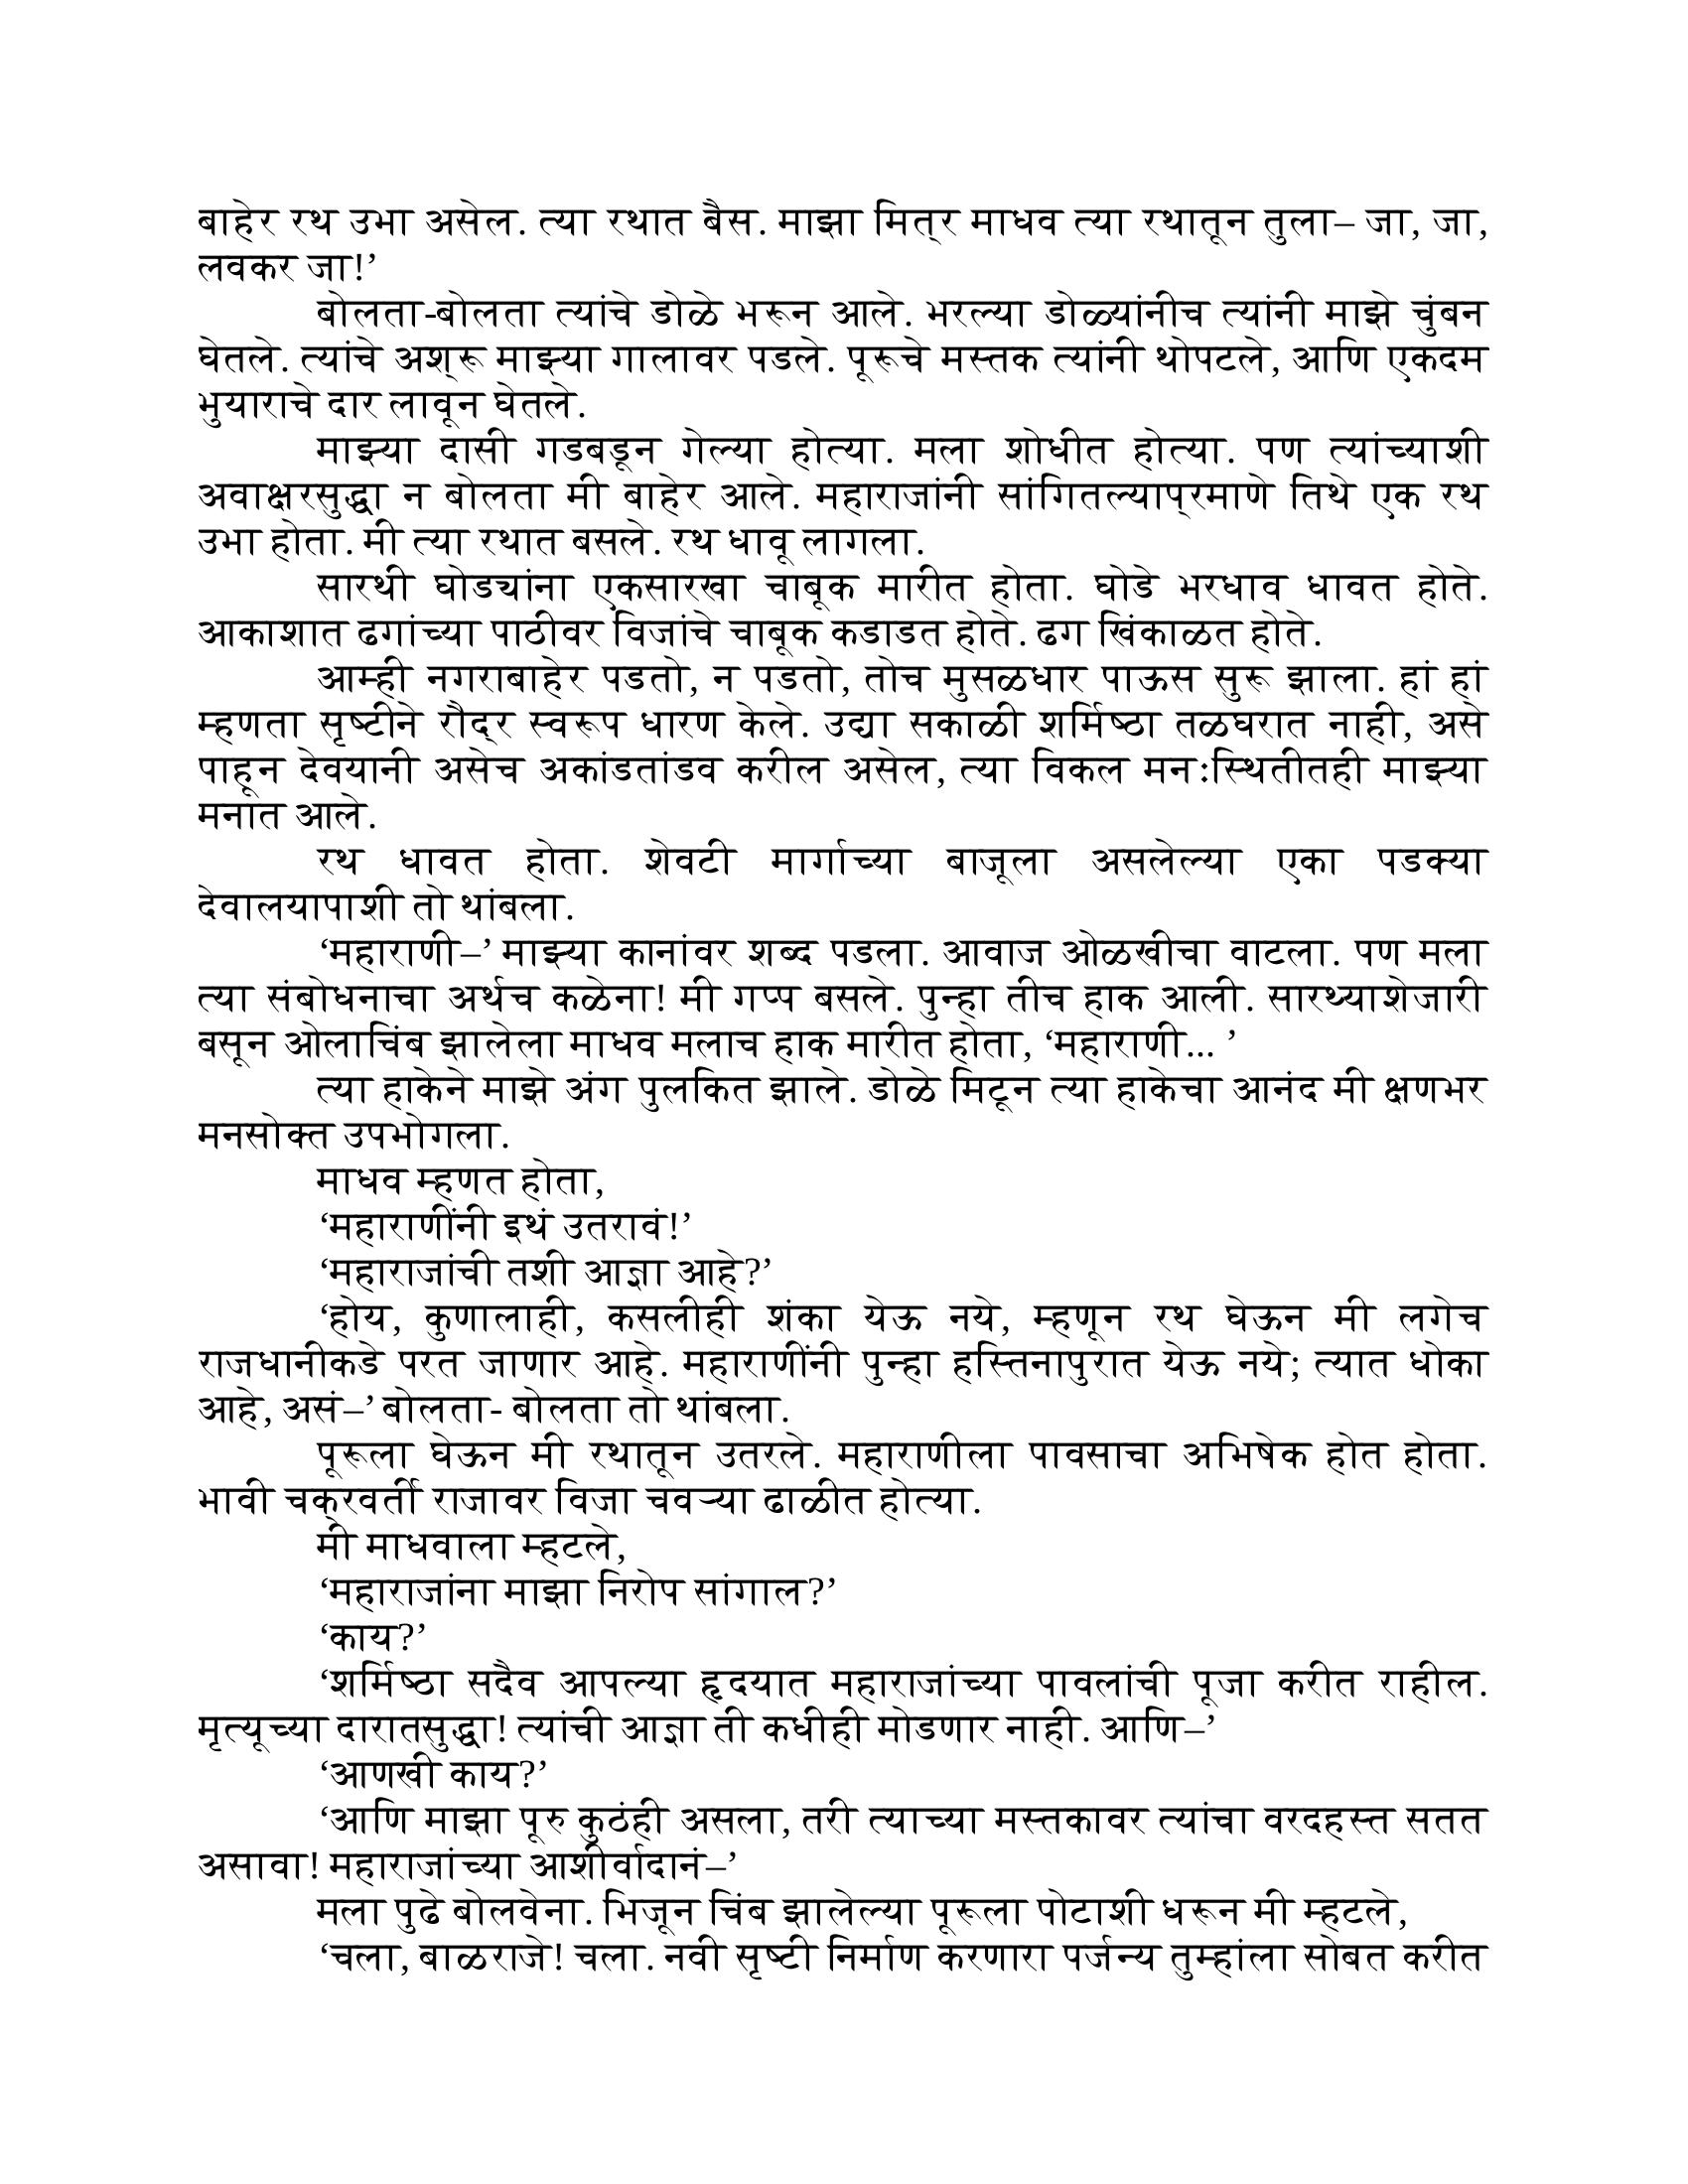 बाहेर रथ उभा असेल. त्या रथात बैस. माझा मित्‌र माधव त्या रथातून तुला– जा, जा,
लवकर जा!’
बोलता-बोलता त्यांचे डोळे भरून आले. भरल्या डोळ्यांनीच त्यांनी माझे चुंबन
घेतले. त्यांचे अश्‌रू माझ्या गालावर पडले. पूरूचे मस्तक त्यांनी थोपटले, आणि एकदम
भुयाराचे दार लावून घेतले.
माझ्या दासी गडबडून गेल्या होत्या. मला शोधीत होत्या. पण त्यांच्याशी
अवाक्षरसुद्धा न बोलता मी बाहेर आले. महाराजांनी सांगितल्याप्‌रमाणे तिथे एक रथ
उभा होता. मी त्या रथात बसले. रथ धावू लागला.
सारथी घोड्यांना एकसारखा चाबूक मारीत होता. घोडे भरधाव धावत होते.
आकाशात ढगांच्या पाठीवर विजांचे चाबूक कडाडत होते. ढग खिंकाळत होते.
आम्ही नगराबाहेर पडतो, न पडतो, तोच मुसळधार पाऊस सुरू झाला. हां हां
म्हणता सृष्टीने रौद्‌र स्वरूप धारण केले. उद्या सकाळी शर्मिष्ठा तळघरात नाही, असे
पाहून देवयानी असेच अकांडतांडव करील असेल, त्या विकल मनःस्थितीतही माझ्या
मनात आले.
रथ धावत होता. शेवटी मार्गाच्या बाजूला असलेल्या एका पडक्या
देवालयापाशी तो थांबला.
‘महाराणी–’ माझ्या कानांवर शब्द पडला. आवाज ओळखीचा वाटला. पण मला
त्या संबोधनाचा अर्थच कळेना! मी गप्प बसले. पुन्हा तीच हाक आली. सारथ्याशेजारी
बसून ओलाचिंब झालेला माधव मलाच हाक मारीत होता, ‘महाराणी... ’
त्या हाकेने माझे अंग पुलकित झाले. डोळे मिटून त्या हाकेचा आनंद मी क्षणभर
मनसोक्त उपभोगला.
माधव म्हणत होता,
‘महाराणींनी इथं उतरावं!’
‘महाराजांची तशी आज्ञा आहे?’
‘होय, कुणालाही, कसलीही शंका येऊ नये, म्हणून रथ घेऊन मी लगेच
राजधानीकडे परत जाणार आहे. महाराणींनी पुन्हा हस्तिनापुरात येऊ नये; त्यात धोका
आहे, असं–’ बोलता- बोलता तो थांबला.
पूरूला घेऊन मी रथातून उतरले. महाराणीला पावसाचा अभिषेक होत होता.
भावी चक्‌रवर्ती राजावर विजा चवऱ्या ढाळीत होत्या.
मी माधवाला म्हटले,
‘महाराजांना माझा निरोप सांगाल?’
‘काय?’
‘शर्मिष्ठा सदैव आपल्या हृदयात महाराजांच्या पावलांची पूजा करीत राहील.
मृत्यूच्या दारातसुद्धा! त्यांची आज्ञा ती कधीही मोडणार नाही. आणि–’
‘आणखी काय?’
‘आणि माझा पूरु कुठंही असला, तरी त्याच्या मस्तकावर त्यांचा वरदहस्त सतत
असावा! महाराजांच्या आशीर्वादानं–’
मला पुढे बोलवेना. भिजून चिंब झालेल्या पूरूला पोटाशी धरून मी म्हटले,
‘चला, बाळराजे! चला. नवी सृष्टी निर्माण करणारा पर्जन्य तुम्हांला सोबत करीत